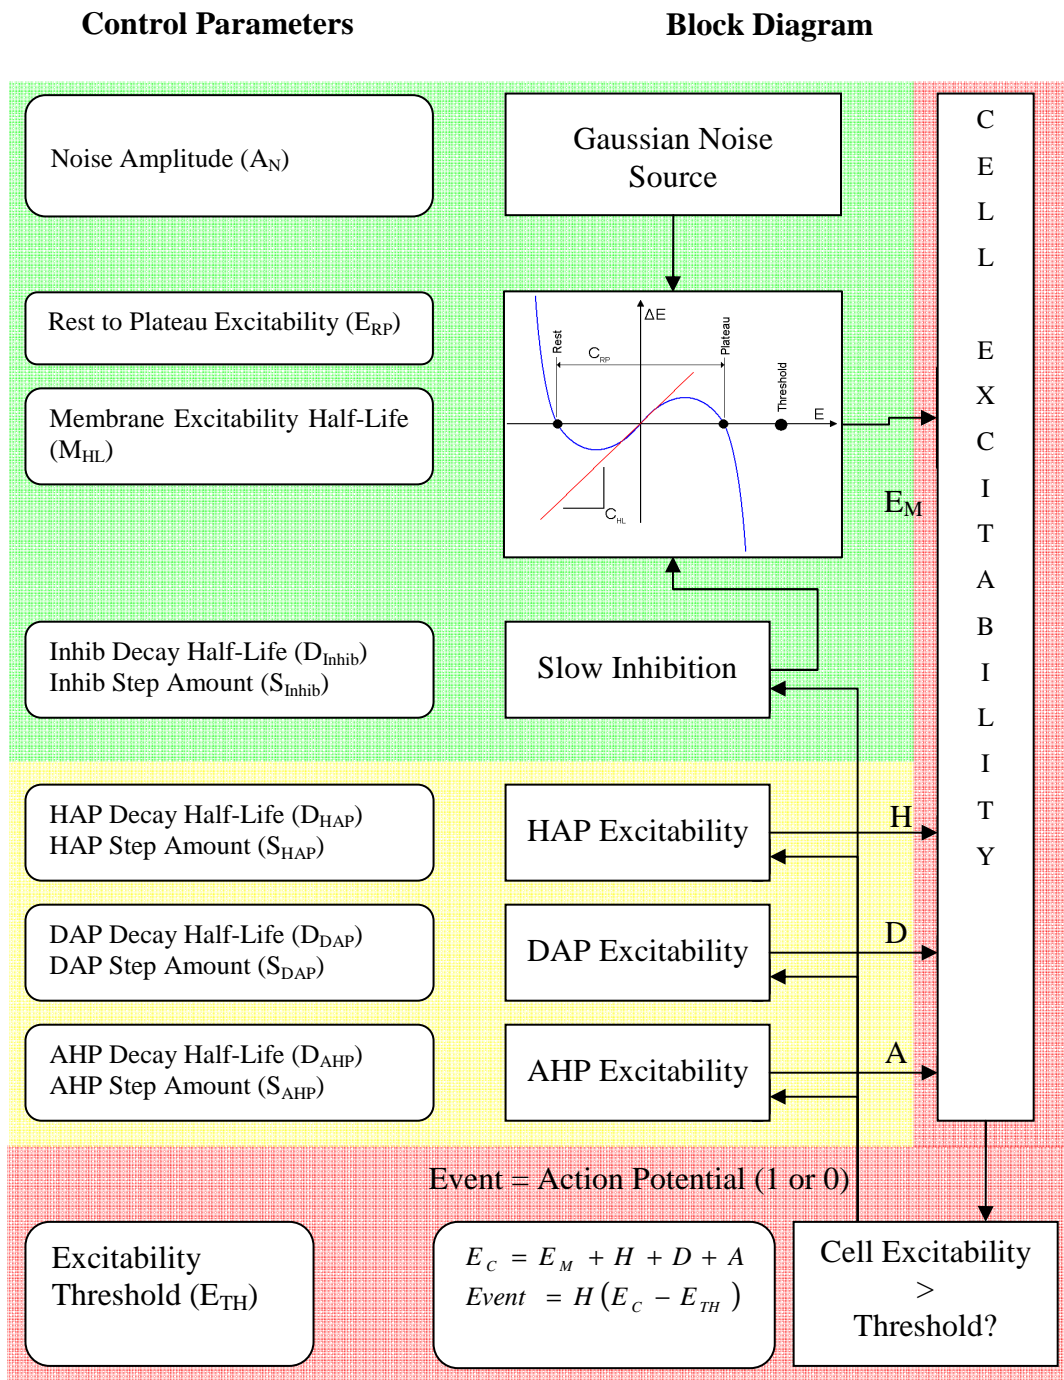 Control Parameters
Block Diagram
Noise Amplitude (A_N)
Gaussian Noise
Source
Rest to Plateau Excitability (E_RP)
Membrane Excitability Half-Life
(M_HL)
ΔE
Rest
C_RP
Plateau
Threshold
E
C_HL
E_M
Inhib Decay Half-Life (D_Inhib)
Inhib Step Amount (S_Inhib)
Slow Inhibition
HAP Decay Half-Life (D_HAP)
HAP Step Amount (S_HAP)
HAP Excitability
H
DAP Decay Half-Life (D_DAP)
DAP Step Amount (S_DAP)
DAP Excitability
D
AHP Decay Half-Life (D_AHP)
AHP Step Amount (S_AHP)
AHP Excitability
A
CELL EXCITABILITY
Event = Action Potential (1 or 0)
Excitability
Threshold (E_TH)
E_C = E_M + H + D + A
Event = H(E_C − E_TH)
Cell Excitability
>
Threshold?